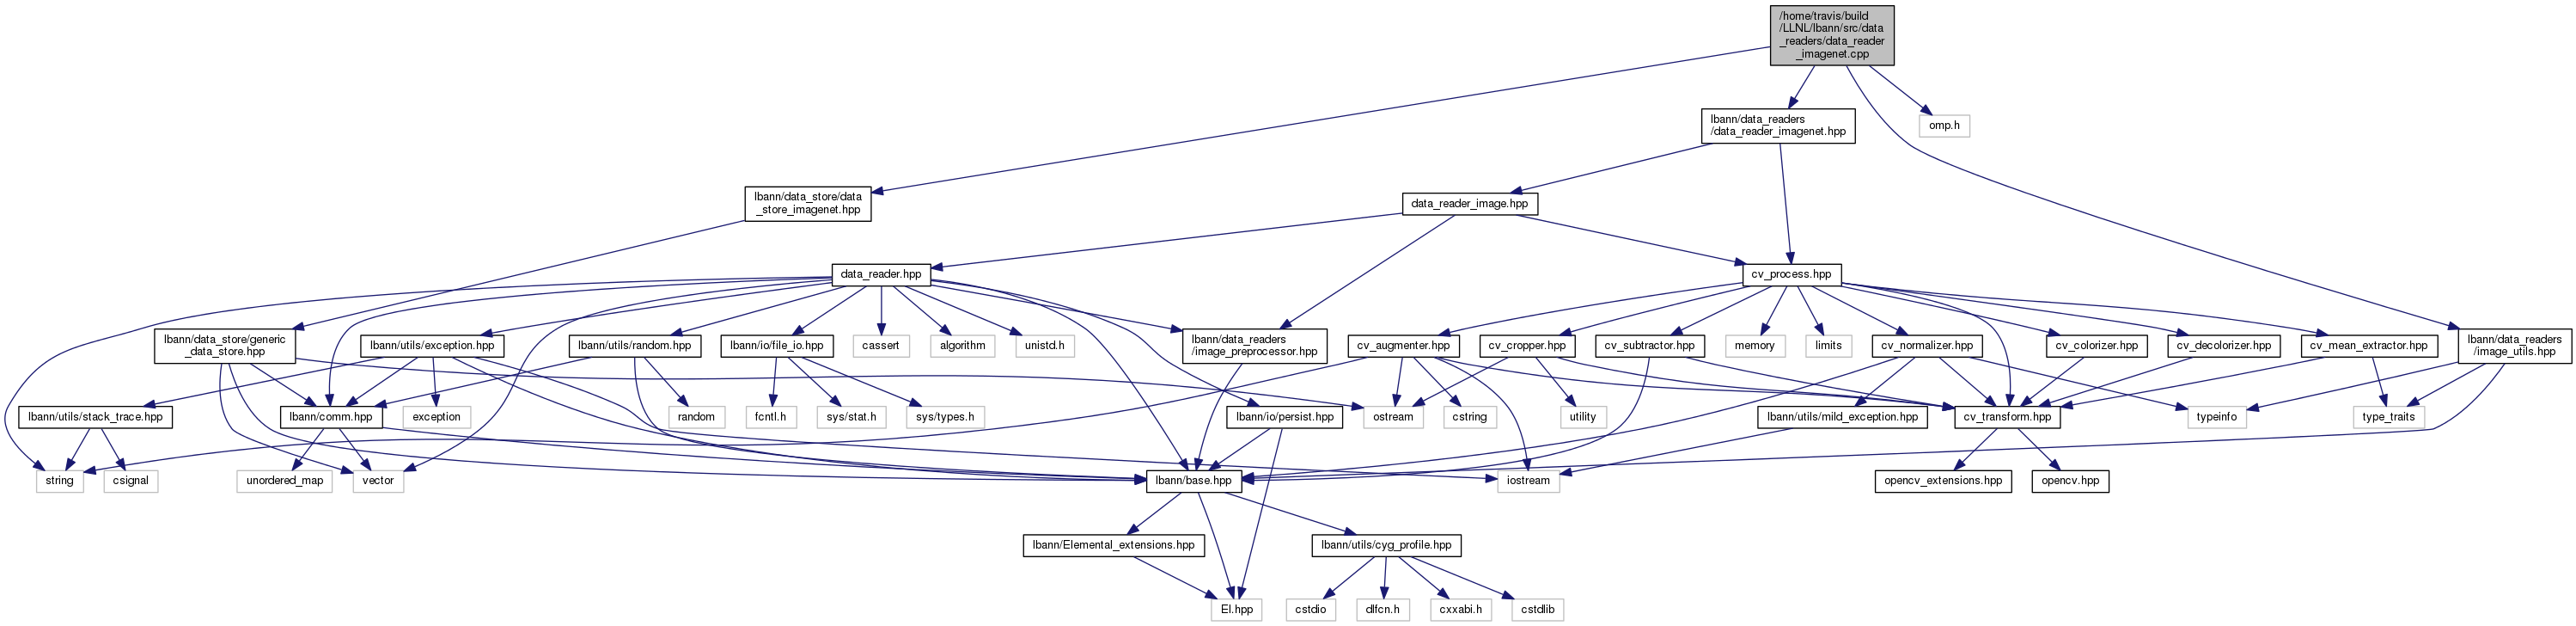 /home/travis/build
/LLNL/lbann/src/data
_readers/data_reader
_imagenet.cpp
lbann/data_readers
/data_reader_imagenet.hpp
omp.h
lbann/data_store/data
_store_imagenet.hpp
data_reader_image.hpp
data_reader.hpp
cv_process.hpp
lbann/data_store/generic
_data_store.hpp
lbann/utils/exception.hpp
lbann/utils/random.hpp
lbann/io/file_io.hpp
cassert
algorithm
unistd.h
lbann/data_readers
/image_preprocessor.hpp
cv_augmenter.hpp
cv_cropper.hpp
cv_subtractor.hpp
memory
limits
cv_normalizer.hpp
cv_colorizer.hpp
cv_decolorizer.hpp
cv_mean_extractor.hpp
lbann/data_readers
/image_utils.hpp
lbann/utils/stack_trace.hpp
lbann/comm.hpp
exception
random
fcntl.h
sys/stat.h
sys/types.h
lbann/io/persist.hpp
ostream
cstring
utility
lbann/utils/mild_exception.hpp
cv_transform.hpp
typeinfo
type_traits
string
csignal
unordered_map
vector
lbann/base.hpp
iostream
opencv_extensions.hpp
opencv.hpp
lbann/Elemental_extensions.hpp
lbann/utils/cyg_profile.hpp
El.hpp
cstdio
dlfcn.h
cxxabi.h
cstdlib